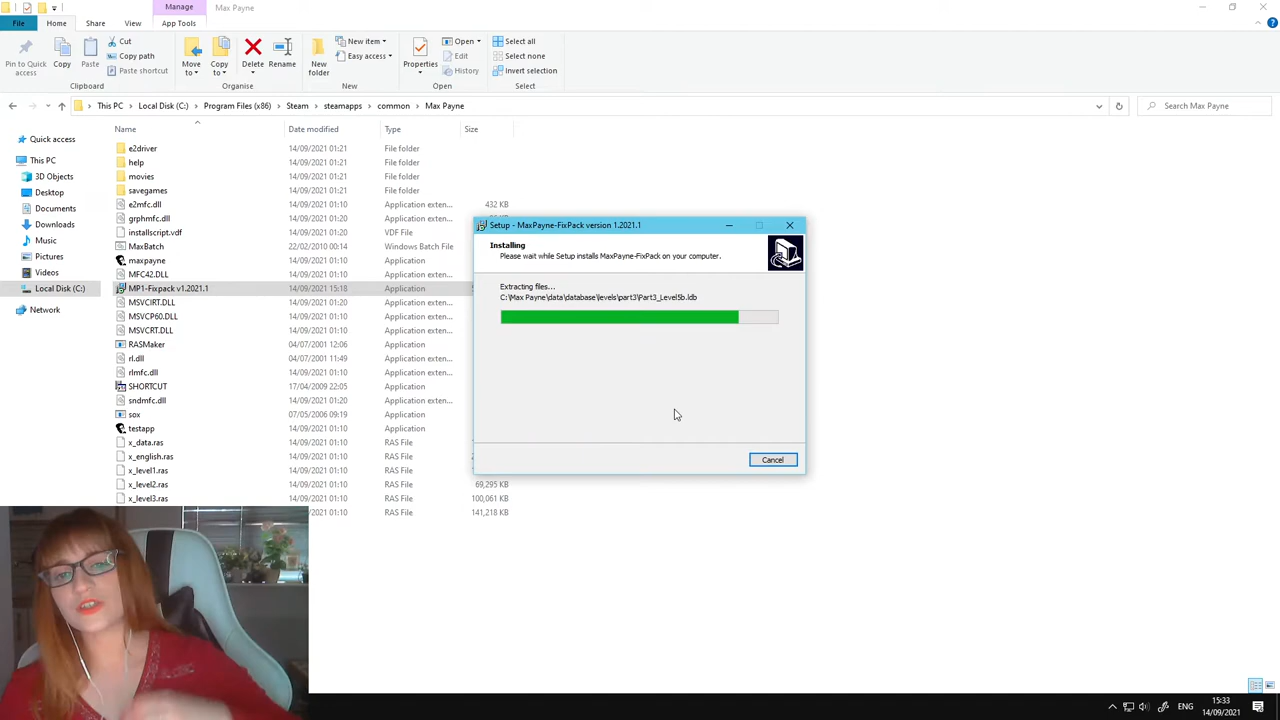 Manage
Max Payne
File
Home
Share
View
App Tools
Pin to Quick access
Copy
Paste
Cut
Copy path
Paste shortcut
Clipboard
Move to
Copy to
Delete
Rename
Organise
New folder
New item
Easy access
New
Properties
Open
Edit
History
Open
Select all
Select none
Invert selection
Select
This PC > Local Disk (C:) > Program Files (x86) > Steam > steamapps > common > Max Payne
Search Max Payne
Name Date modified Type Size
Quick access
This PC
3D Objects
Desktop
Documents
Downloads
Music
Pictures
Videos
Local Disk (C:)
Network
e2driver 14/09/2021 01:21 File folder
help 14/09/2021 01:21 File folder
movies 14/09/2021 01:21 File folder
savegames 14/09/2021 01:21 File folder
e2mfc.dll 14/09/2021 01:10 Application exten... 432 KB
grphmfc.dll 14/09/2021 01:20 Application exten...
installscript.vdf 14/09/2021 01:20 VDF File
MaxBatch 22/02/2010 00:14 Windows Batch File
maxpayne 14/09/2021 01:10 Application
MFC42.DLL 14/09/2021 01:10 Application exten...
MP1-Fixpack v1.2021.1 14/09/2021 15:18 Application
MSVCIRT.DLL 14/09/2021 01:20 Application exten...
MSVCP60.DLL 14/09/2021 01:10 Application exten...
MSVCRT.DLL 14/09/2021 01:10 Application exten...
RASMaker 04/07/2001 12:06 Application
rl.dll 04/07/2001 11:49 Application exten...
rlmfc.dll 14/09/2021 01:20 Application exten...
SHORTCUT 17/04/2009 22:05 Application
sndmfc.dll 14/09/2021 01:10 Application exten...
sox 07/05/2006 09:19 Application
testapp 14/09/2021 01:20 Application
x_data.ras 14/09/2021 01:10 RAS File
x_english.ras 14/09/2021 01:10 RAS File
x_level1.ras 14/09/2021 01:10 RAS File
x_level2.ras 14/09/2021 01:10 RAS File 69,295 KB
x_level3.ras 14/09/2021 01:10 RAS File 100,061 KB
01:10 RAS File 141,218 KB
Setup - MaxPayne-FixPack version 1.2021.1
Installing
Please wait while Setup installs MaxPayne-FixPack on your computer.
Extracting files...
C:\Max Payne\data\database\levels\part3\Part3_Level5b.ldb
Cancel
ENG
15:33
14/09/2021